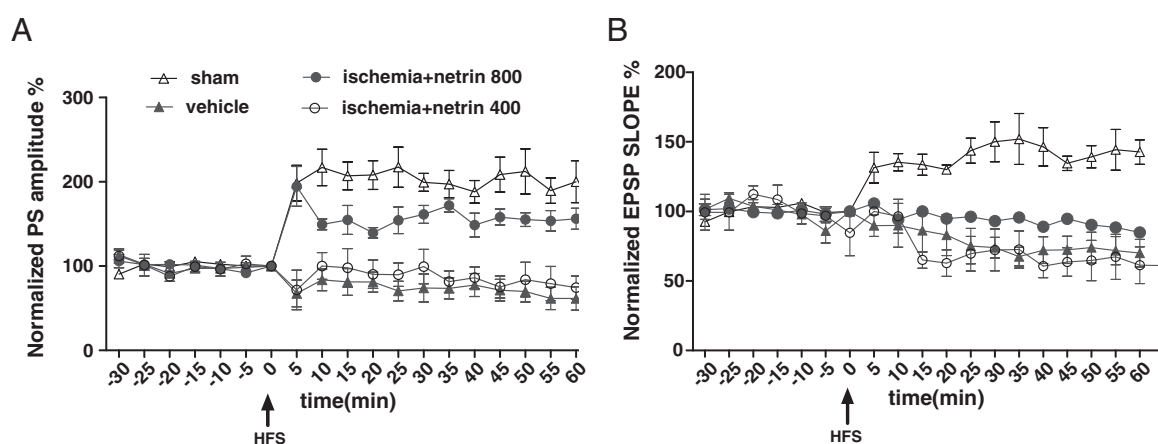 A
Normalized PS amplitude %
300
200
100
0
sham
vehicle
ischemia+netrin 800
ischemia+netrin 400
-30 -25 -20 -15 -10 -5 0 5 10 15 20 25 30 35 40 45 50 55 60
time(min)
HFS
B
Normalized EPSP SLOPE %
200
150
100
50
0
-30 -25 -20 -15 -10 -5 0 5 10 15 20 25 30 35 40 45 50 55 60
time(min)
HFS